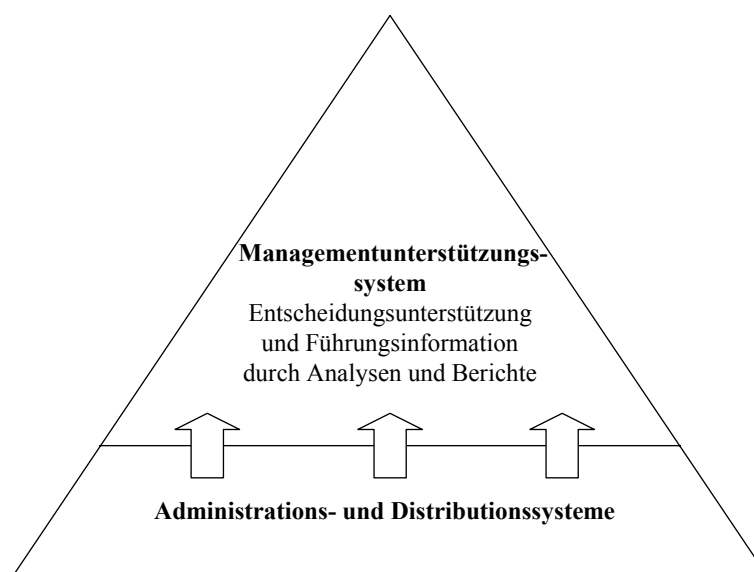 Managementunterstützungs-
system
Entscheidungsunterstützung
und Führungsinformation
durch Analysen und Berichte
Administrations- und Distributionssysteme